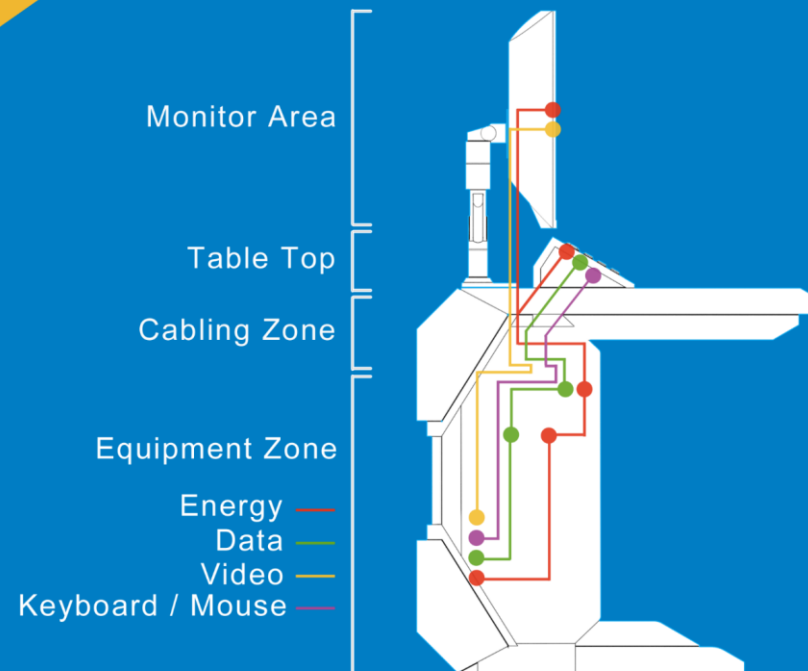 Monitor Area
Table Top
Cabling Zone
Equipment Zone
Energy
Data
Video
Keyboard / Mouse